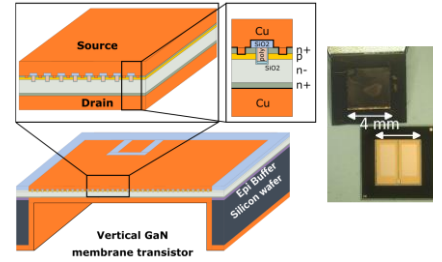 Source
Drain
Cu
SiO2
poly
SiO2
n+
p
n-
n+
Cu
4 mm
Epi Buffer
Silicon wafer
Vertical GaN
membrane transistor